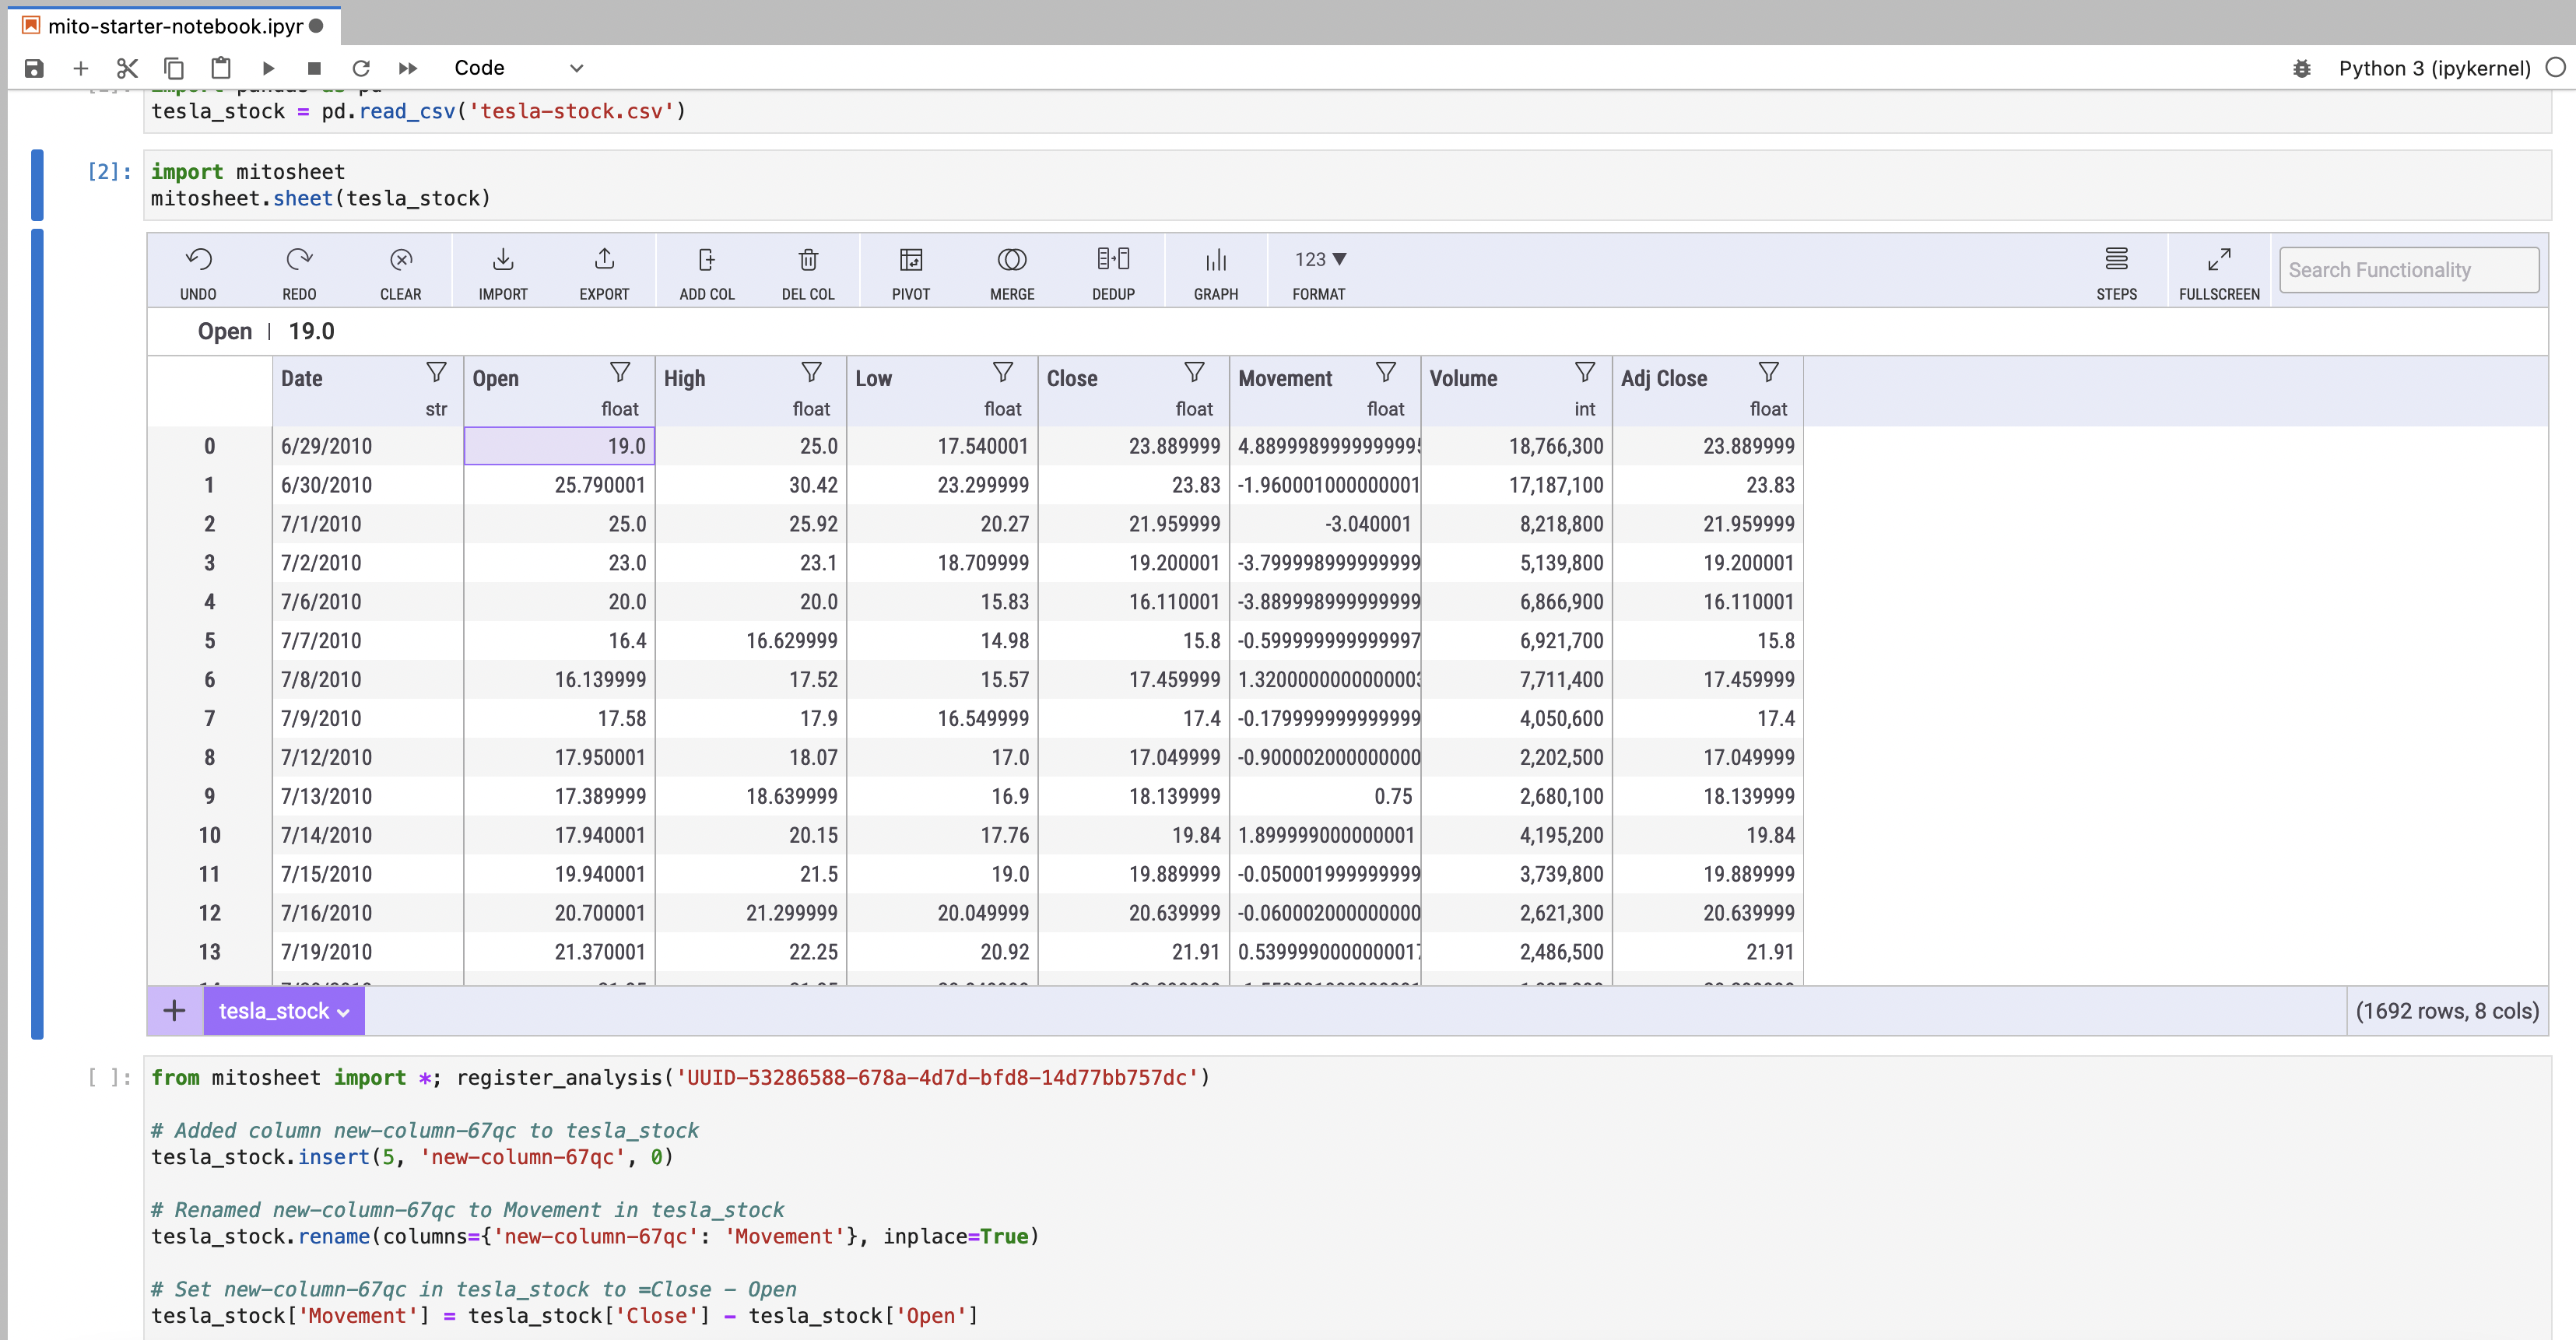 mito-starter-notebook.ipyr
Code
Python 3 (ipykernel)
import pandas as pd
tesla_stock = pd.read_csv('tesla-stock.csv')
[2]:
import mitosheet
mitosheet.sheet(tesla_stock)
UNDO REDO CLEAR IMPORT EXPORT ADD COL DEL COL PIVOT MERGE DEDUP GRAPH 123 ▼ FORMAT STEPS FULLSCREEN Search Functionality
Open | 19.0
Date Open High Low Close Movement Volume Adj Close
str float float float float float int float
0 6/29/2010 19.0 25.0 17.540001 23.889999 4.889998999999999 18,766,300 23.889999
1 6/30/2010 25.790001 30.42 23.299999 23.83 -1.960001000000001 17,187,100 23.83
2 7/1/2010 25.0 25.92 20.27 21.959999 -3.040001 8,218,800 21.959999
3 7/2/2010 23.0 23.1 18.709999 19.200001 -3.799998999999999 5,139,800 19.200001
4 7/6/2010 20.0 20.0 15.83 16.110001 -3.889998999999999 6,866,900 16.110001
5 7/7/2010 16.4 16.629999 14.98 15.8 -0.599999999999997 6,921,700 15.8
6 7/8/2010 16.139999 17.52 15.57 17.459999 1.3200000000000003 7,711,400 17.459999
7 7/9/2010 17.58 17.9 16.549999 17.4 -0.179999999999999 4,050,600 17.4
8 7/12/2010 17.950001 18.07 17.0 17.049999 -0.900002000000000 2,202,500 17.049999
9 7/13/2010 17.389999 18.639999 16.9 18.139999 0.75 2,680,100 18.139999
10 7/14/2010 17.940001 20.15 17.76 19.84 1.899999000000001 4,195,200 19.84
11 7/15/2010 19.940001 21.5 19.0 19.889999 -0.050001999999999 3,739,800 19.889999
12 7/16/2010 20.700001 21.299999 20.049999 20.639999 -0.060002000000000 2,621,300 20.639999
13 7/19/2010 21.370001 22.25 20.92 21.91 0.5399990000000017 2,486,500 21.91
+ tesla_stock (1692 rows, 8 cols)
[ ]:
from mitosheet import *; register_analysis('UUID-53286588-678a-4d7d-bfd8-14d77bb757dc')
# Added column new-column-67qc to tesla_stock
tesla_stock.insert(5, 'new-column-67qc', 0)
# Renamed new-column-67qc to Movement in tesla_stock
tesla_stock.rename(columns={'new-column-67qc': 'Movement'}, inplace=True)
# Set new-column-67qc in tesla_stock to =Close - Open
tesla_stock['Movement'] = tesla_stock['Close'] - tesla_stock['Open']